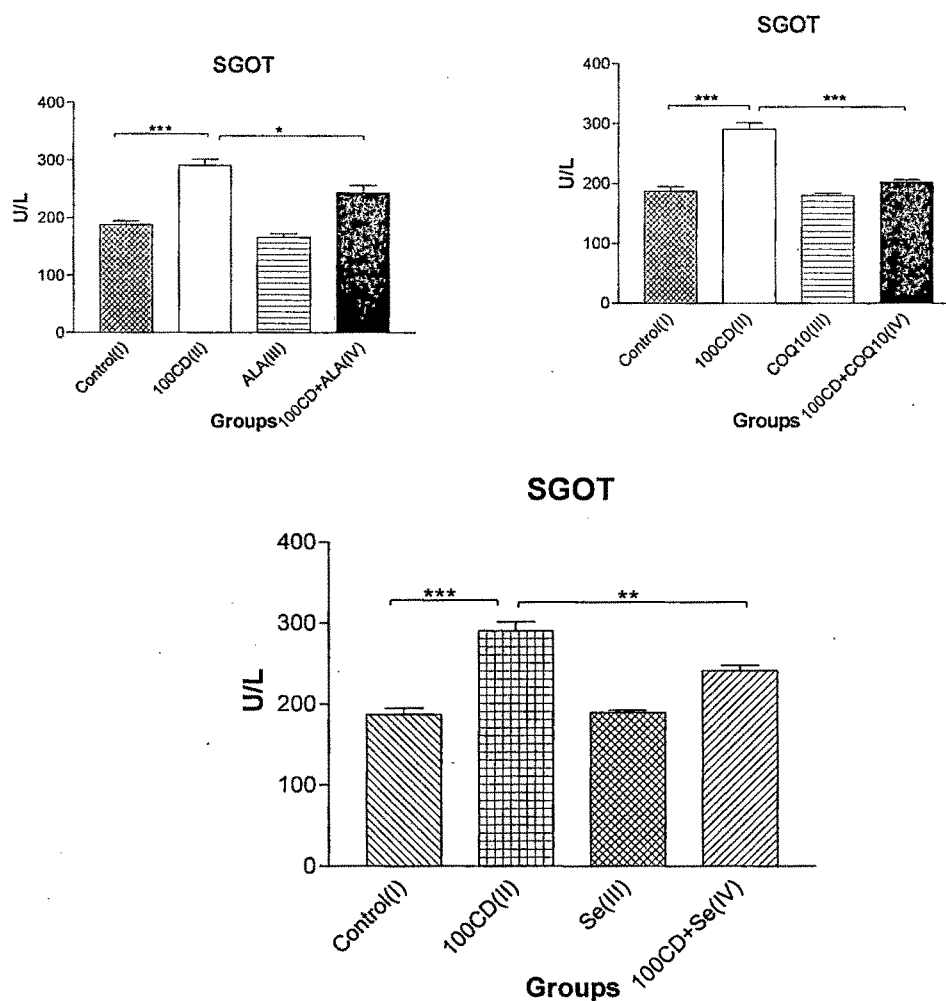 SGOT
400
300
200
100
0
U/L
***
*
Control(I)
100CD(II)
ALA(III)
100CD+ALA(IV)
Groups
SGOT
400
300
200
100
0
U/L
***
***
Control(I)
100CD(II)
COQ10(III)
100CD+COQ10(IV)
Groups
SGOT
400
300
200
100
0
U/L
***
**
Control(I)
100CD(II)
Se(III)
100CD+Se(IV)
Groups